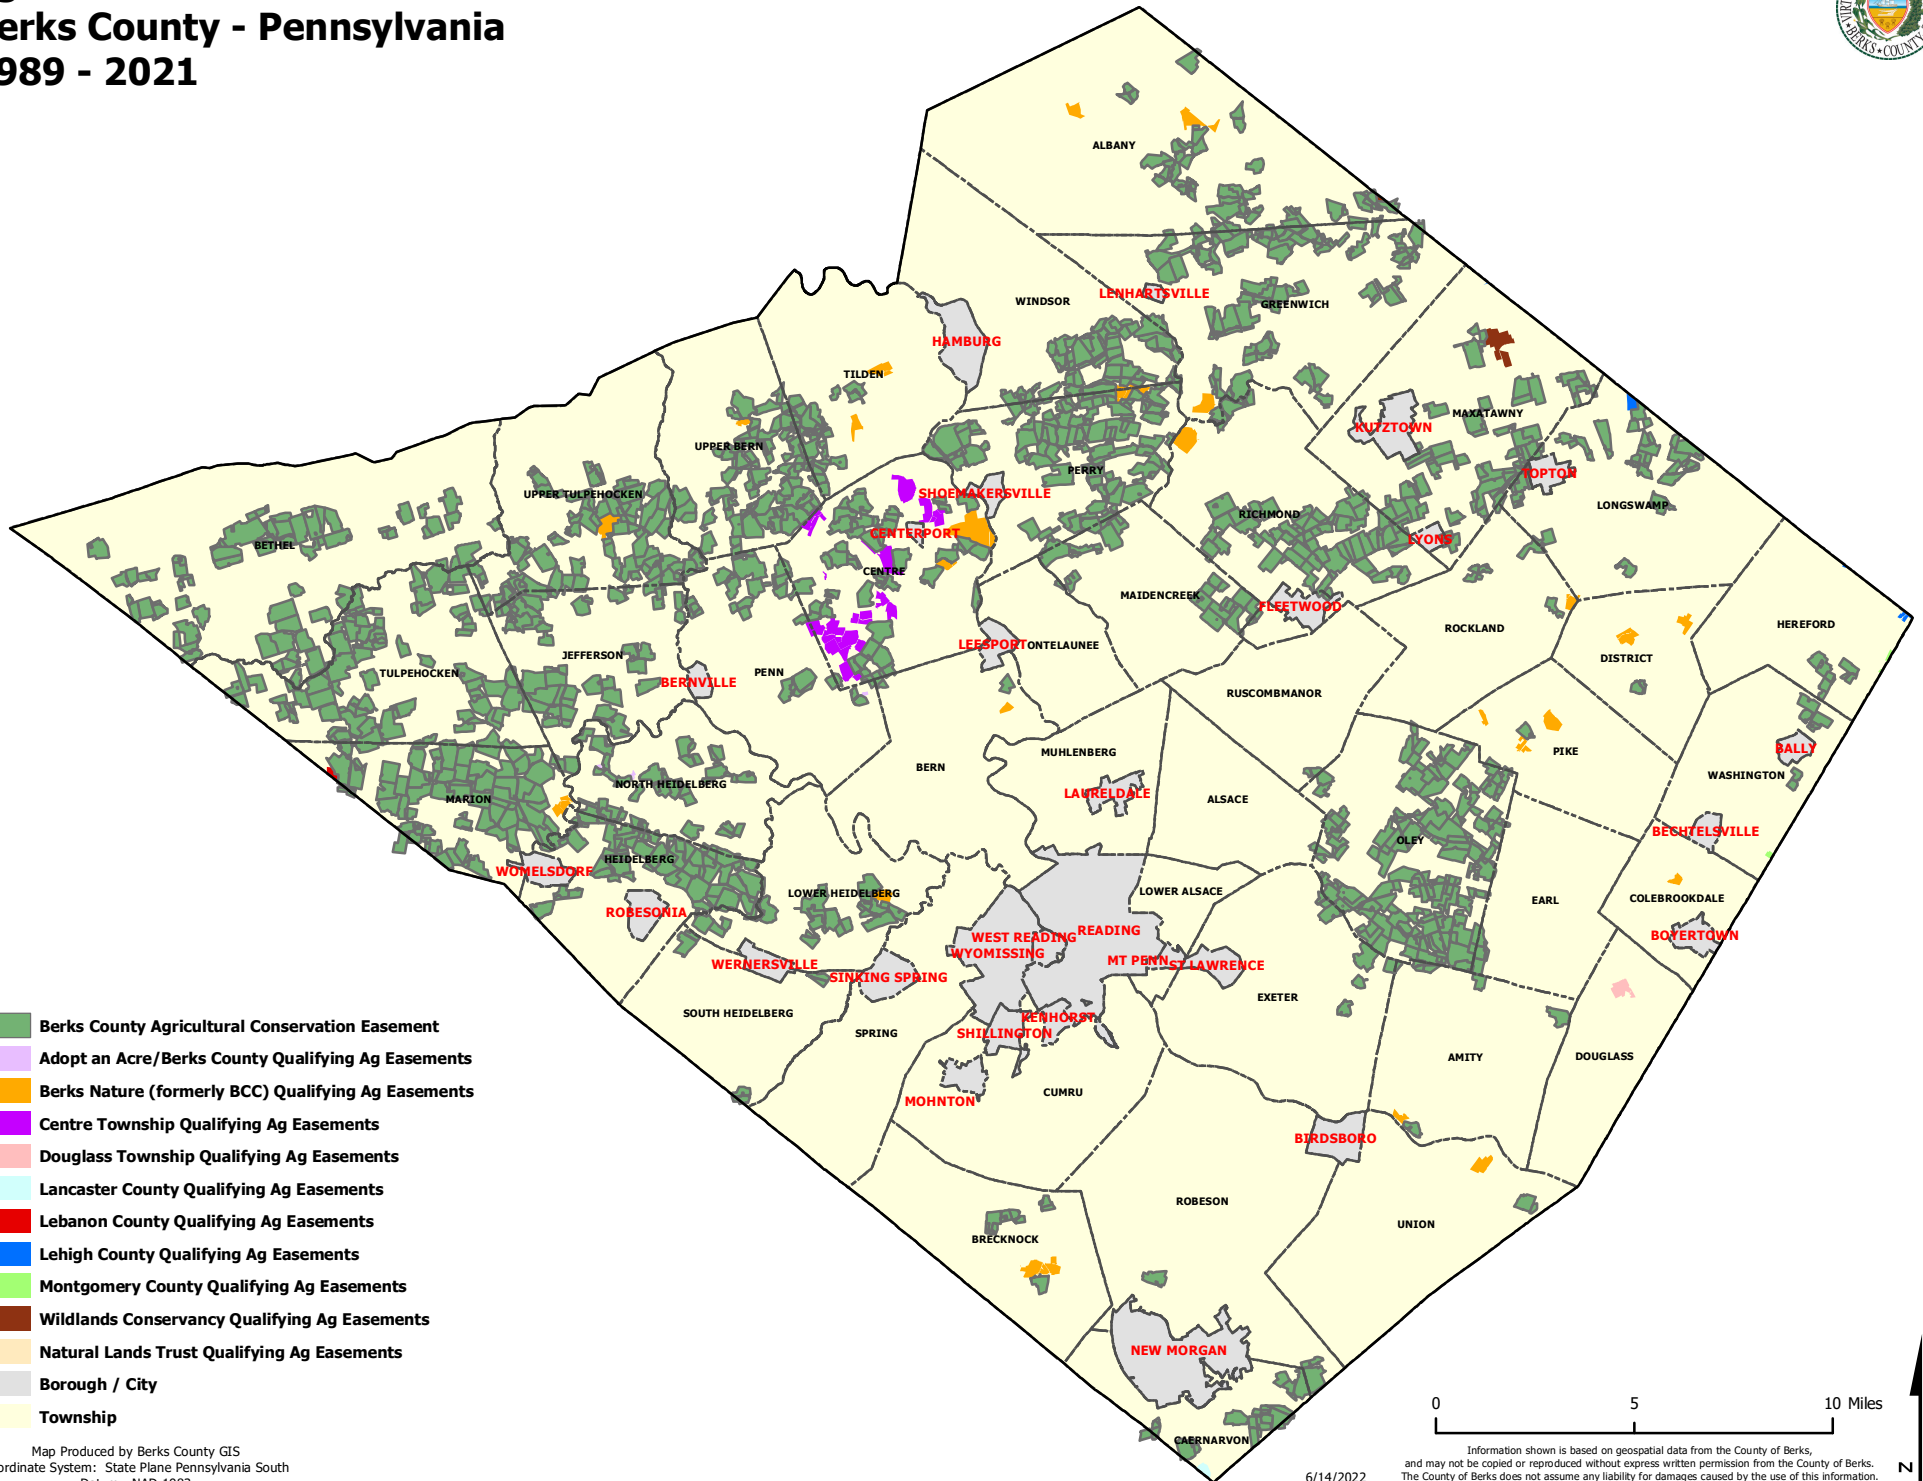 erks County - Pennsylvania
989 - 2021
BERKS COUNTY
ALBANY
WINDSOR
LENHARTSVILLE
GREENWICH
HAMBURG
TILDEN
MAXATAWNY
KUTZTOWN
UPPER BERN
PERRY
TOPTON
UPPER TULPEHOCKEN
SHOEMAKERSVILLE
LONGSWAMP
RICHMOND
CENTERPORT
LYONS
BETHEL
CENTRE
MAIDENCREEK
FLEETWOOD
HEREFORD
ROCKLAND
LEESPORT
ONTELAUNEE
JEFFERSON
DISTRICT
TULPEHOCKEN
PENN
BERNVILLE
RUSCOMBMANOR
MUHLENBERG
PIKE
BALLY
BERN
WASHINGTON
NORTH HEIDELBERG
LAURELDALE
MARION
ALSACE
BECHTELSVILLE
OLEY
HEIDELBERG
WOMELSDORF
LOWER HEIDELBERG
LOWER ALSACE
COLEBROOKDALE
EARL
ROBESONIA
READING
WEST READING
BOYERTOWN
WYOMISSING
MT PENN
WERNERSVILLE
ST LAWRENCE
SINKING SPRING
EXETER
SOUTH HEIDELBERG
KENHORST
SPRING
SHILLINGTON
AMITY
DOUGLASS
CUMRU
MOHNTON
BIRDSBORO
ROBESON
UNION
BRECKNOCK
NEW MORGAN
CAERNARVON
Berks County Agricultural Conservation Easement
Adopt an Acre/Berks County Qualifying Ag Easements
Berks Nature (formerly BCC) Qualifying Ag Easements
Centre Township Qualifying Ag Easements
Douglass Township Qualifying Ag Easements
Lancaster County Qualifying Ag Easements
Lebanon County Qualifying Ag Easements
Lehigh County Qualifying Ag Easements
Montgomery County Qualifying Ag Easements
Wildlands Conservancy Qualifying Ag Easements
Natural Lands Trust Qualifying Ag Easements
Borough / City
Township
Map Produced by Berks County GIS
ordinate System: State Plane Pennsylvania South
0 5 10 Miles
Information shown is based on geospatial data from the County of Berks,
and may not be copied or reproduced without express written permission from the County of Berks.
6/14/2022 The County of Berks does not assume any liability for damages caused by the use of this information.
N